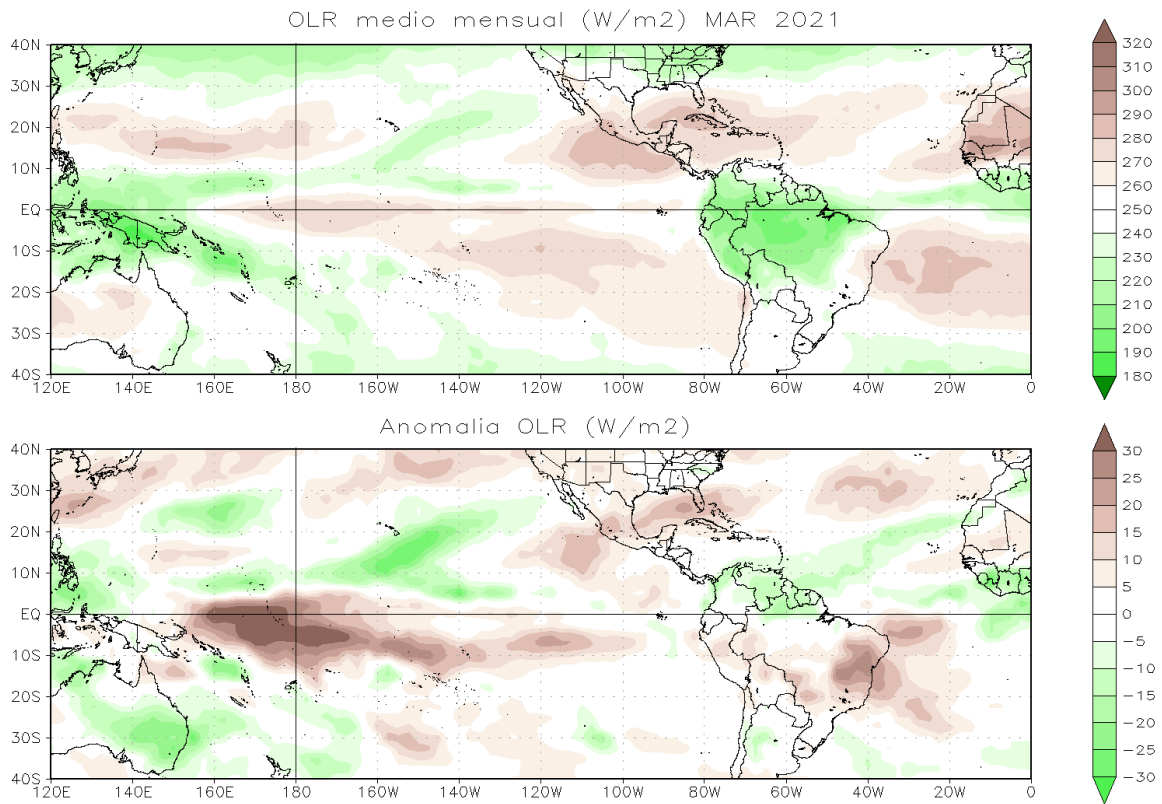 OLR medio mensual (W/m2) MAR 2021
40N
30N
20N
10N
EQ
10S
20S
30S
40S
120E 140E 160E 180 160W 140W 120W 100W 80W 60W 40W 20W 0
320
310
300
290
280
270
260
250
240
230
220
210
200
190
180
Anomalia OLR (W/m2)
40N
30N
20N
10N
EQ
10S
20S
30S
40S
120E 140E 160E 180 160W 140W 120W 100W 80W 60W 40W 20W 0
30
25
20
15
10
5
0
−5
−10
−15
−20
−25
−30